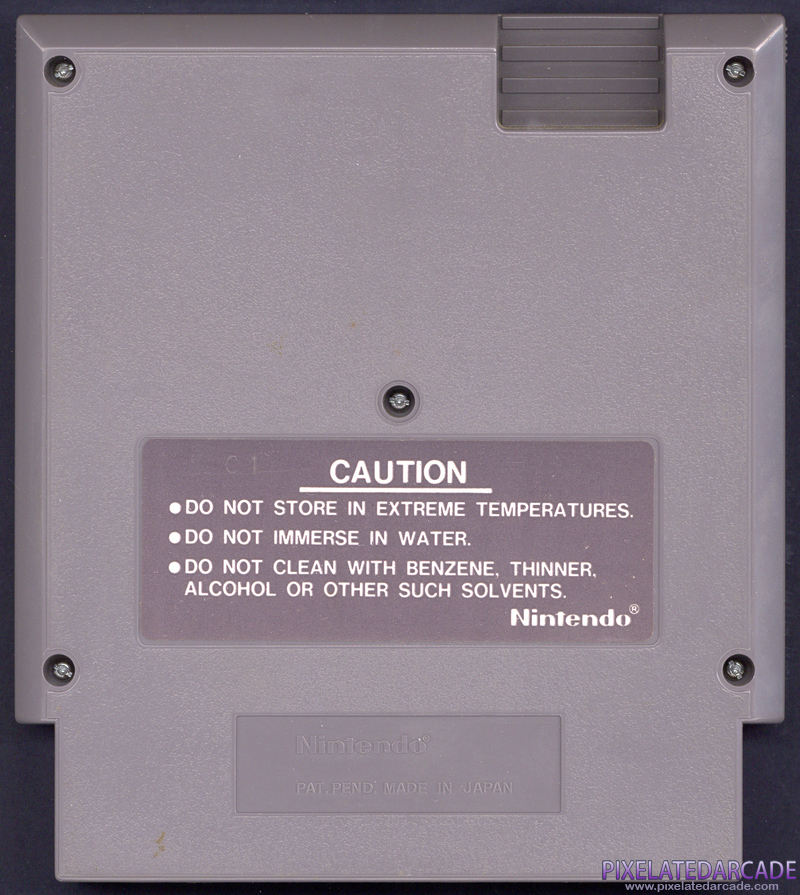 C 1
CAUTION
●DO NOT STORE IN EXTREME TEMPERATURES.
●DO NOT IMMERSE IN WATER.
●DO NOT CLEAN WITH BENZENE, THINNER,
ALCOHOL OR OTHER SUCH SOLVENTS.
Nintendo®
Nintendo®
PAT. PEND. MADE IN JAPAN
PIXELATEDARCADE
www.pixelatedarcade.com